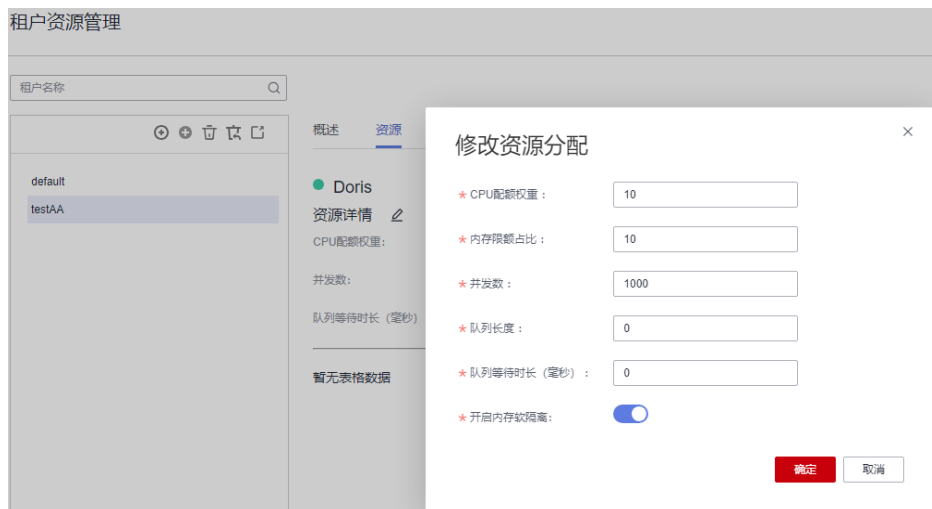 租户资源管理
租户名称
default
testAA
概述
资源
Doris
资源详情
CPU配额权重:
并发数:
队列等待时长（毫秒）
暂无表格数据
修改资源分配
* CPU配额权重： 10
* 内存限额占比： 10
* 并发数： 1000
* 队列长度： 0
* 队列等待时长（毫秒）： 0
* 开启内存软隔离:
确定
取消